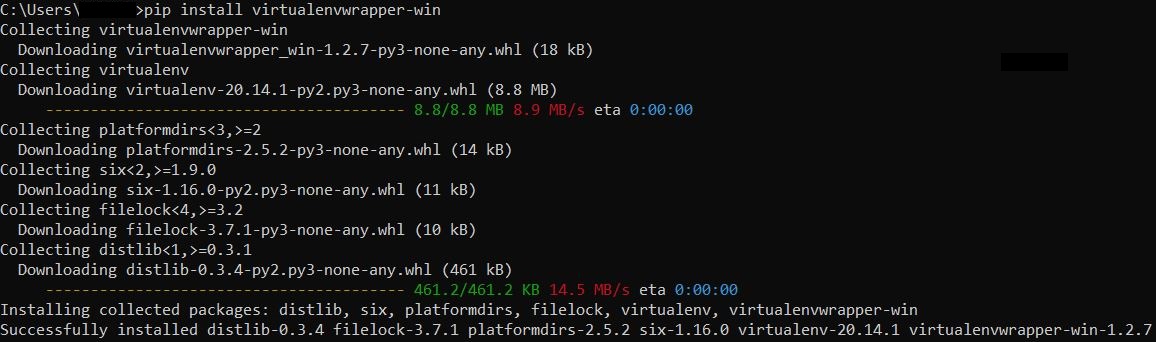 C:\Users\ >pip install virtualenvwrapper-win
Collecting virtualenvwrapper-win
Downloading virtualenvwrapper_win-1.2.7-py3-none-any.whl (18 kB)
Collecting virtualenv
Downloading virtualenv-20.14.1-py2.py3-none-any.whl (8.8 MB)
---------------------------------------- 8.8/8.8 MB 8.9 MB/s eta 0:00:00
Collecting platformdirs<3,>=2
Downloading platformdirs-2.5.2-py3-none-any.whl (14 kB)
Collecting six<2,>=1.9.0
Downloading six-1.16.0-py2.py3-none-any.whl (11 kB)
Collecting filelock<4,>=3.2
Downloading filelock-3.7.1-py3-none-any.whl (10 kB)
Collecting distlib<1,>=0.3.1
Downloading distlib-0.3.4-py2.py3-none-any.whl (461 kB)
---------------------------------------- 461.2/461.2 KB 14.5 MB/s eta 0:00:00
Installing collected packages: distlib, six, platformdirs, filelock, virtualenv, virtualenvwrapper-win
Successfully installed distlib-0.3.4 filelock-3.7.1 platformdirs-2.5.2 six-1.16.0 virtualenv-20.14.1 virtualenvwrapper-win-1.2.7